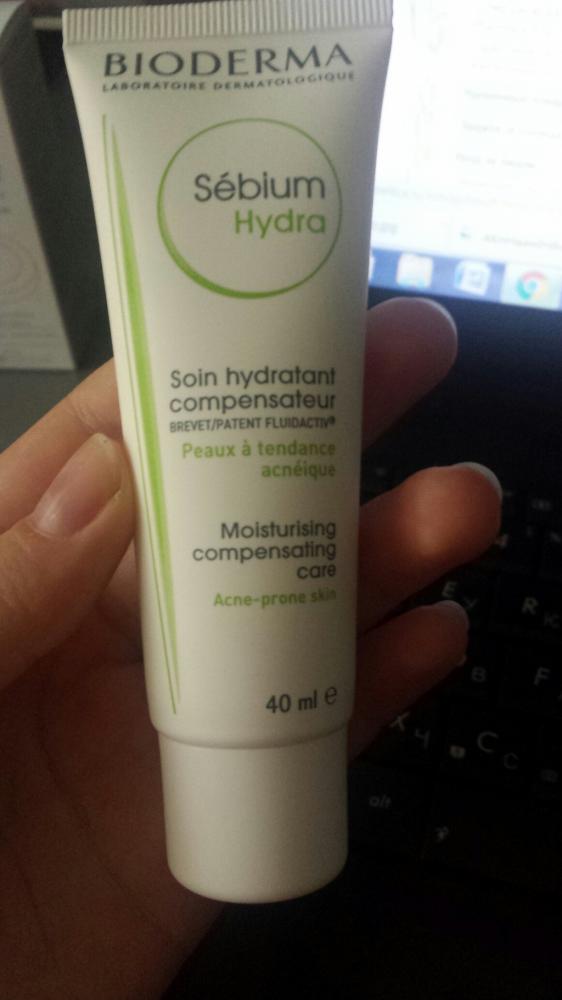 BIODERMA
LABORATOIRE DERMATOLOGIQUE
Sébium
Hydra
Soin hydratant
compensateur
BREVET/PATENT FLUIDACTIV®
Peaux à tendance
acnéique
Moisturising
compensating
care
Acne-prone skin
40 ml e
E У
R К
В
F
X Ч
C С
alt